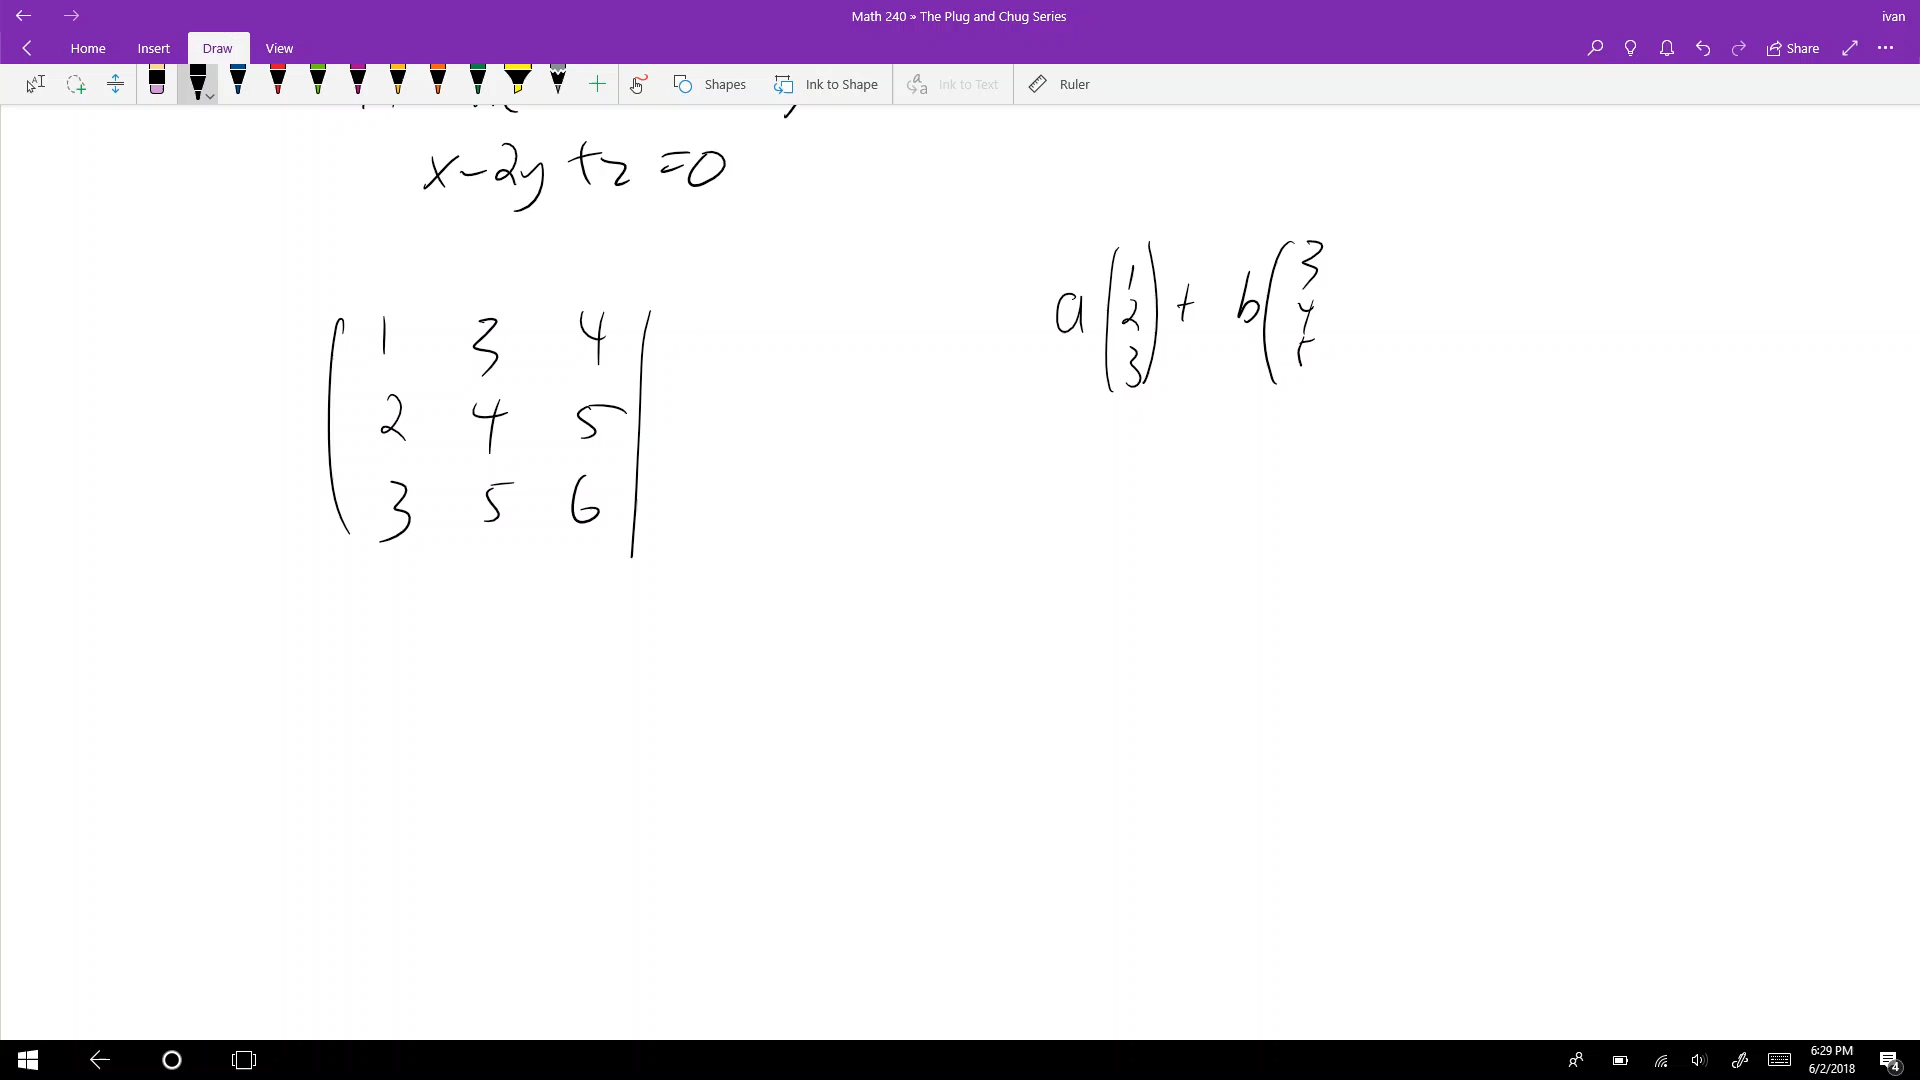 Math 240 » The Plug and Chug Series
ivan
Home Insert Draw View
Share
Shapes Ink to Shape Ink to Text Ruler
x-2y+z=0
a(1 2 3)+ b(3 4
1 3 4
2 4 5
3 5 6
6:29 PM
6/2/2018
4